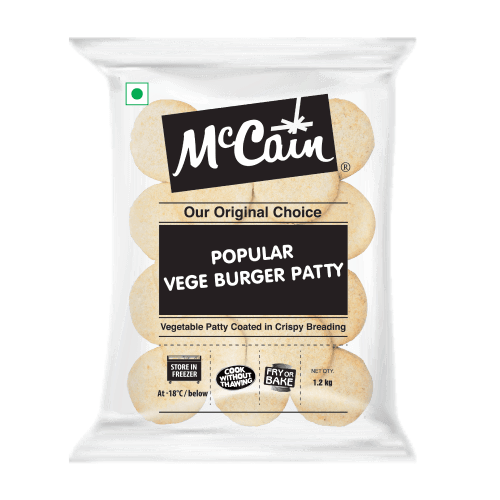 McCain
®
Our Original Choice
POPULAR
VEGE BURGER PATTY
Vegetable Patty Coated in Crispy Breading
STORE IN
FREEZER
At -18°C / below
COOK
WITHOUT
THAWING
FRY OR
BAKE
NET QTY.
1.2 kg